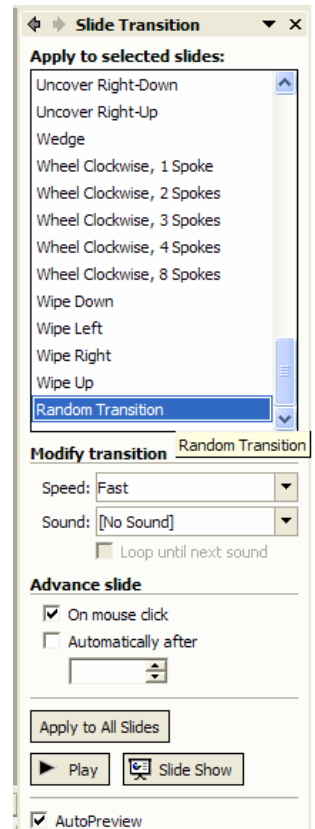 Slide Transition
Apply to selected slides:
Uncover Right-Down
Uncover Right-Up
Wedge
Wheel Clockwise, 1 Spoke
Wheel Clockwise, 2 Spokes
Wheel Clockwise, 3 Spokes
Wheel Clockwise, 4 Spokes
Wheel Clockwise, 8 Spokes
Wipe Down
Wipe Left
Wipe Right
Wipe Up
Random Transition
Random Transition
Modify transition
Speed: Fast
Sound: [No Sound]
Loop until next sound
Advance slide
On mouse click
Automatically after
Apply to All Slides
Play Slide Show
AutoPreview